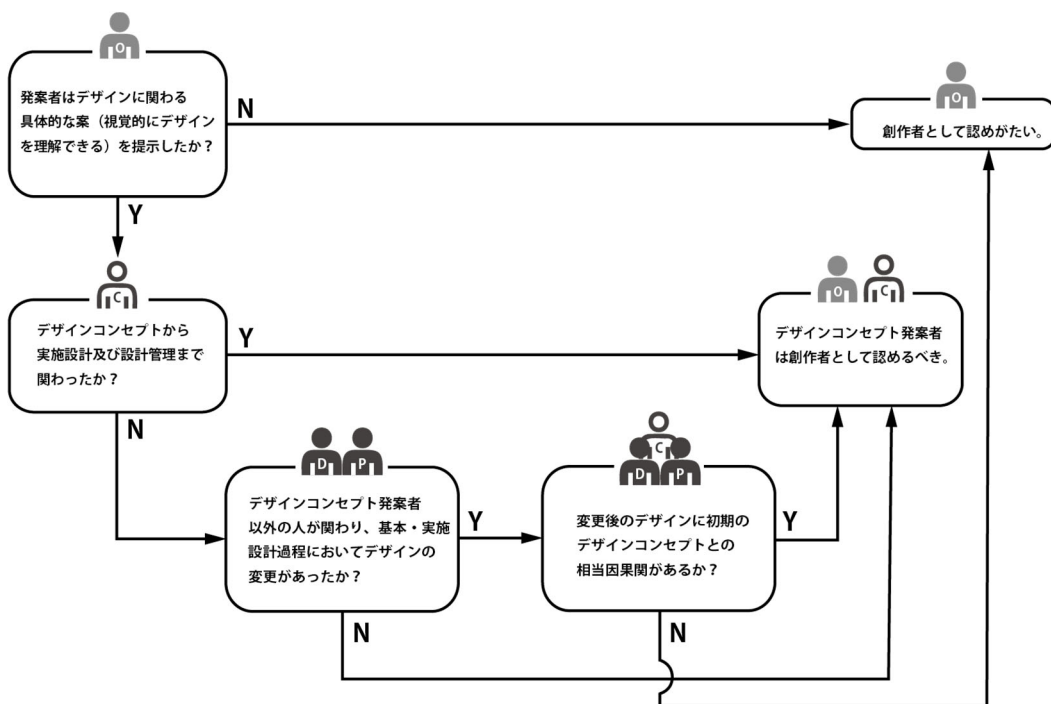 O
発案者はデザインに関わる
具体的な案（視覚的にデザイン
を理解できる）を提示したか？
N
O
創作者として認めがたい。
Y
C
デザインコンセプトから
実施設計及び設計管理まで
関わったか？
Y
O C
デザインコンセプト発案者
は創作者として認めるべき。
N
D P
デザインコンセプト発案者
以外の人が関わり、基本・実施
設計過程においてデザインの
変更があったか？
Y
C
D P
変更後のデザインに初期の
デザインコンセプトとの
相当因果関があるか？
Y
N
N